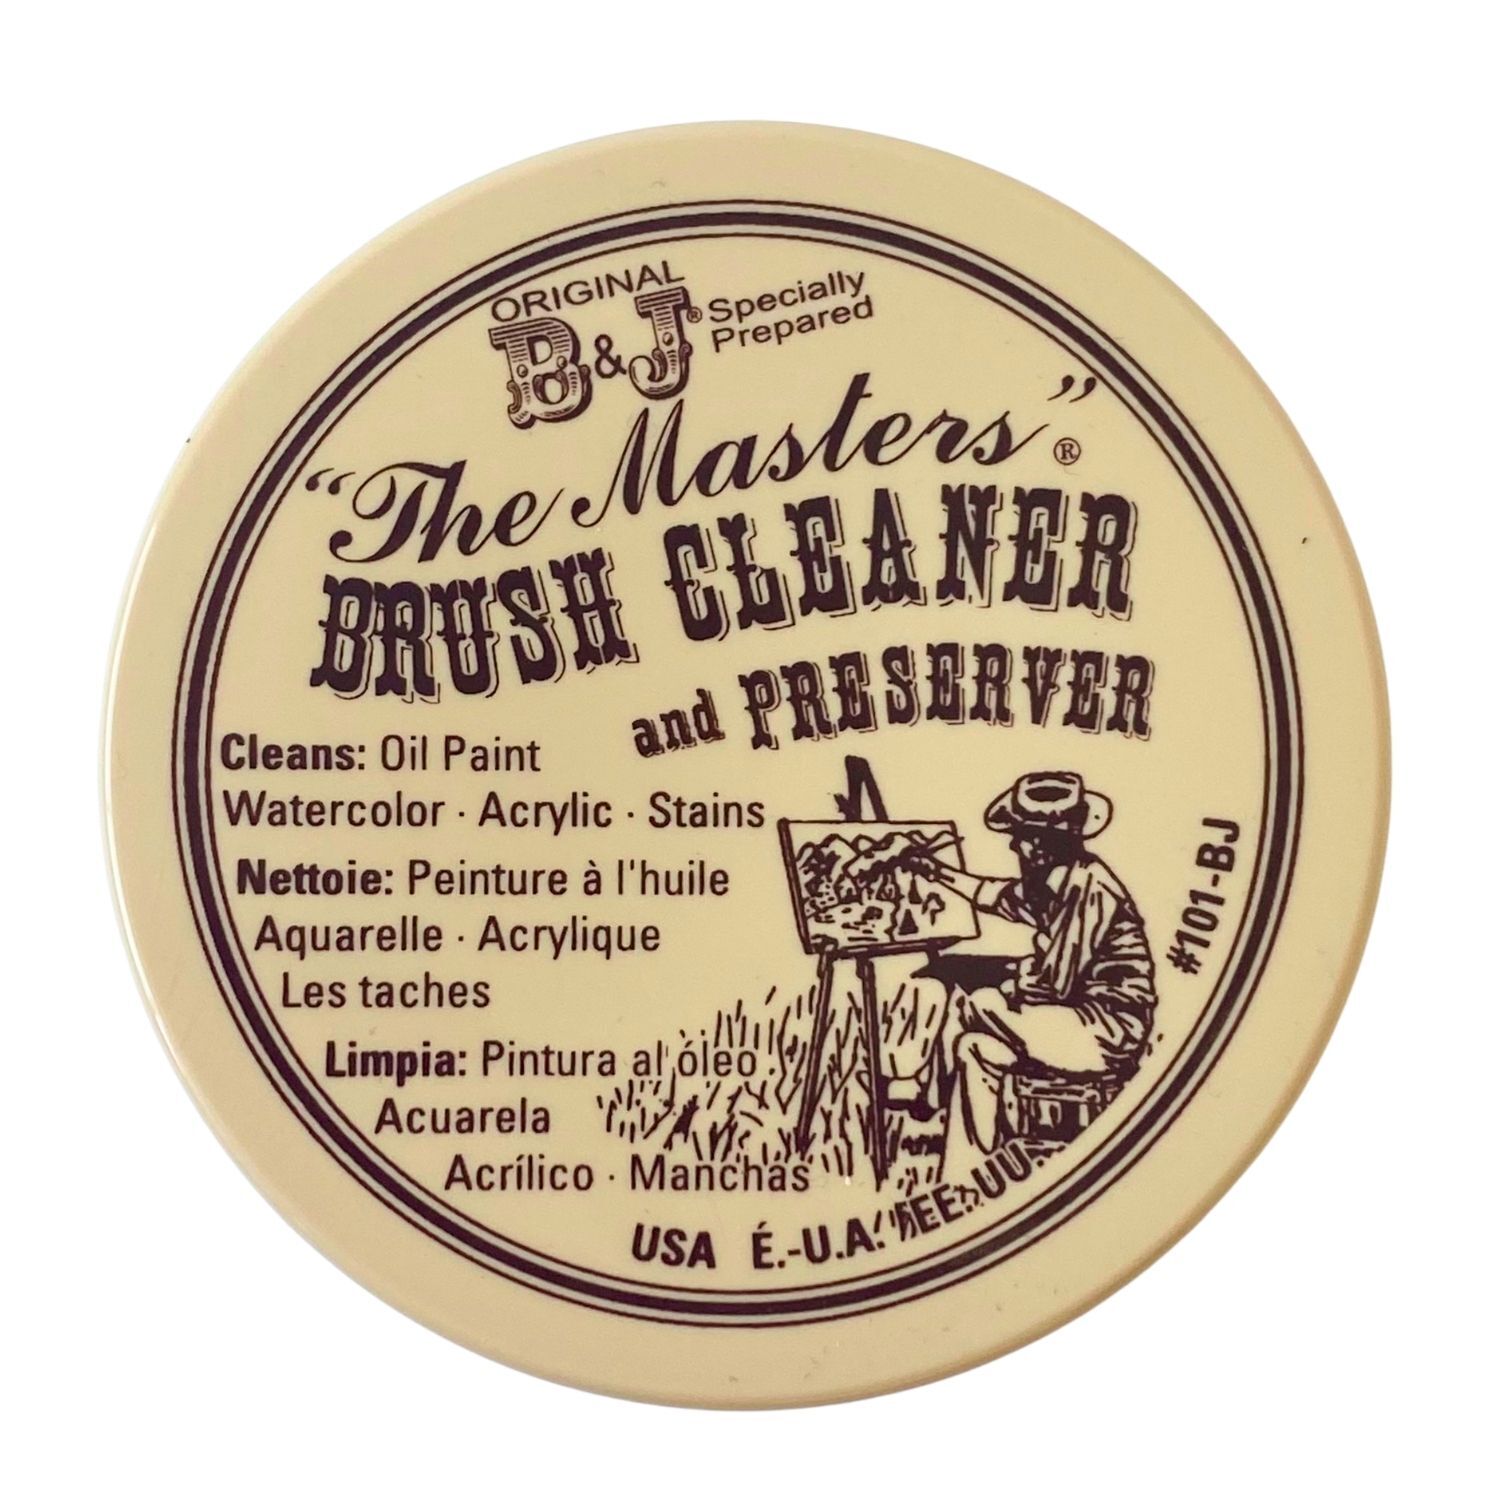 ORIGINAL
B&J® Specially
Prepared
“The Masters”®
BRUSH CLEANER
and PRESERVER
Cleans: Oil Paint
Watercolor · Acrylic · Stains
Nettoie: Peinture à l'huile
Aquarelle · Acrylique
Les taches
Limpia: Pintura al óleo
Acuarela
Acrílico · Manchas
USA É.-U.A. EE. UU.
#101-BJ